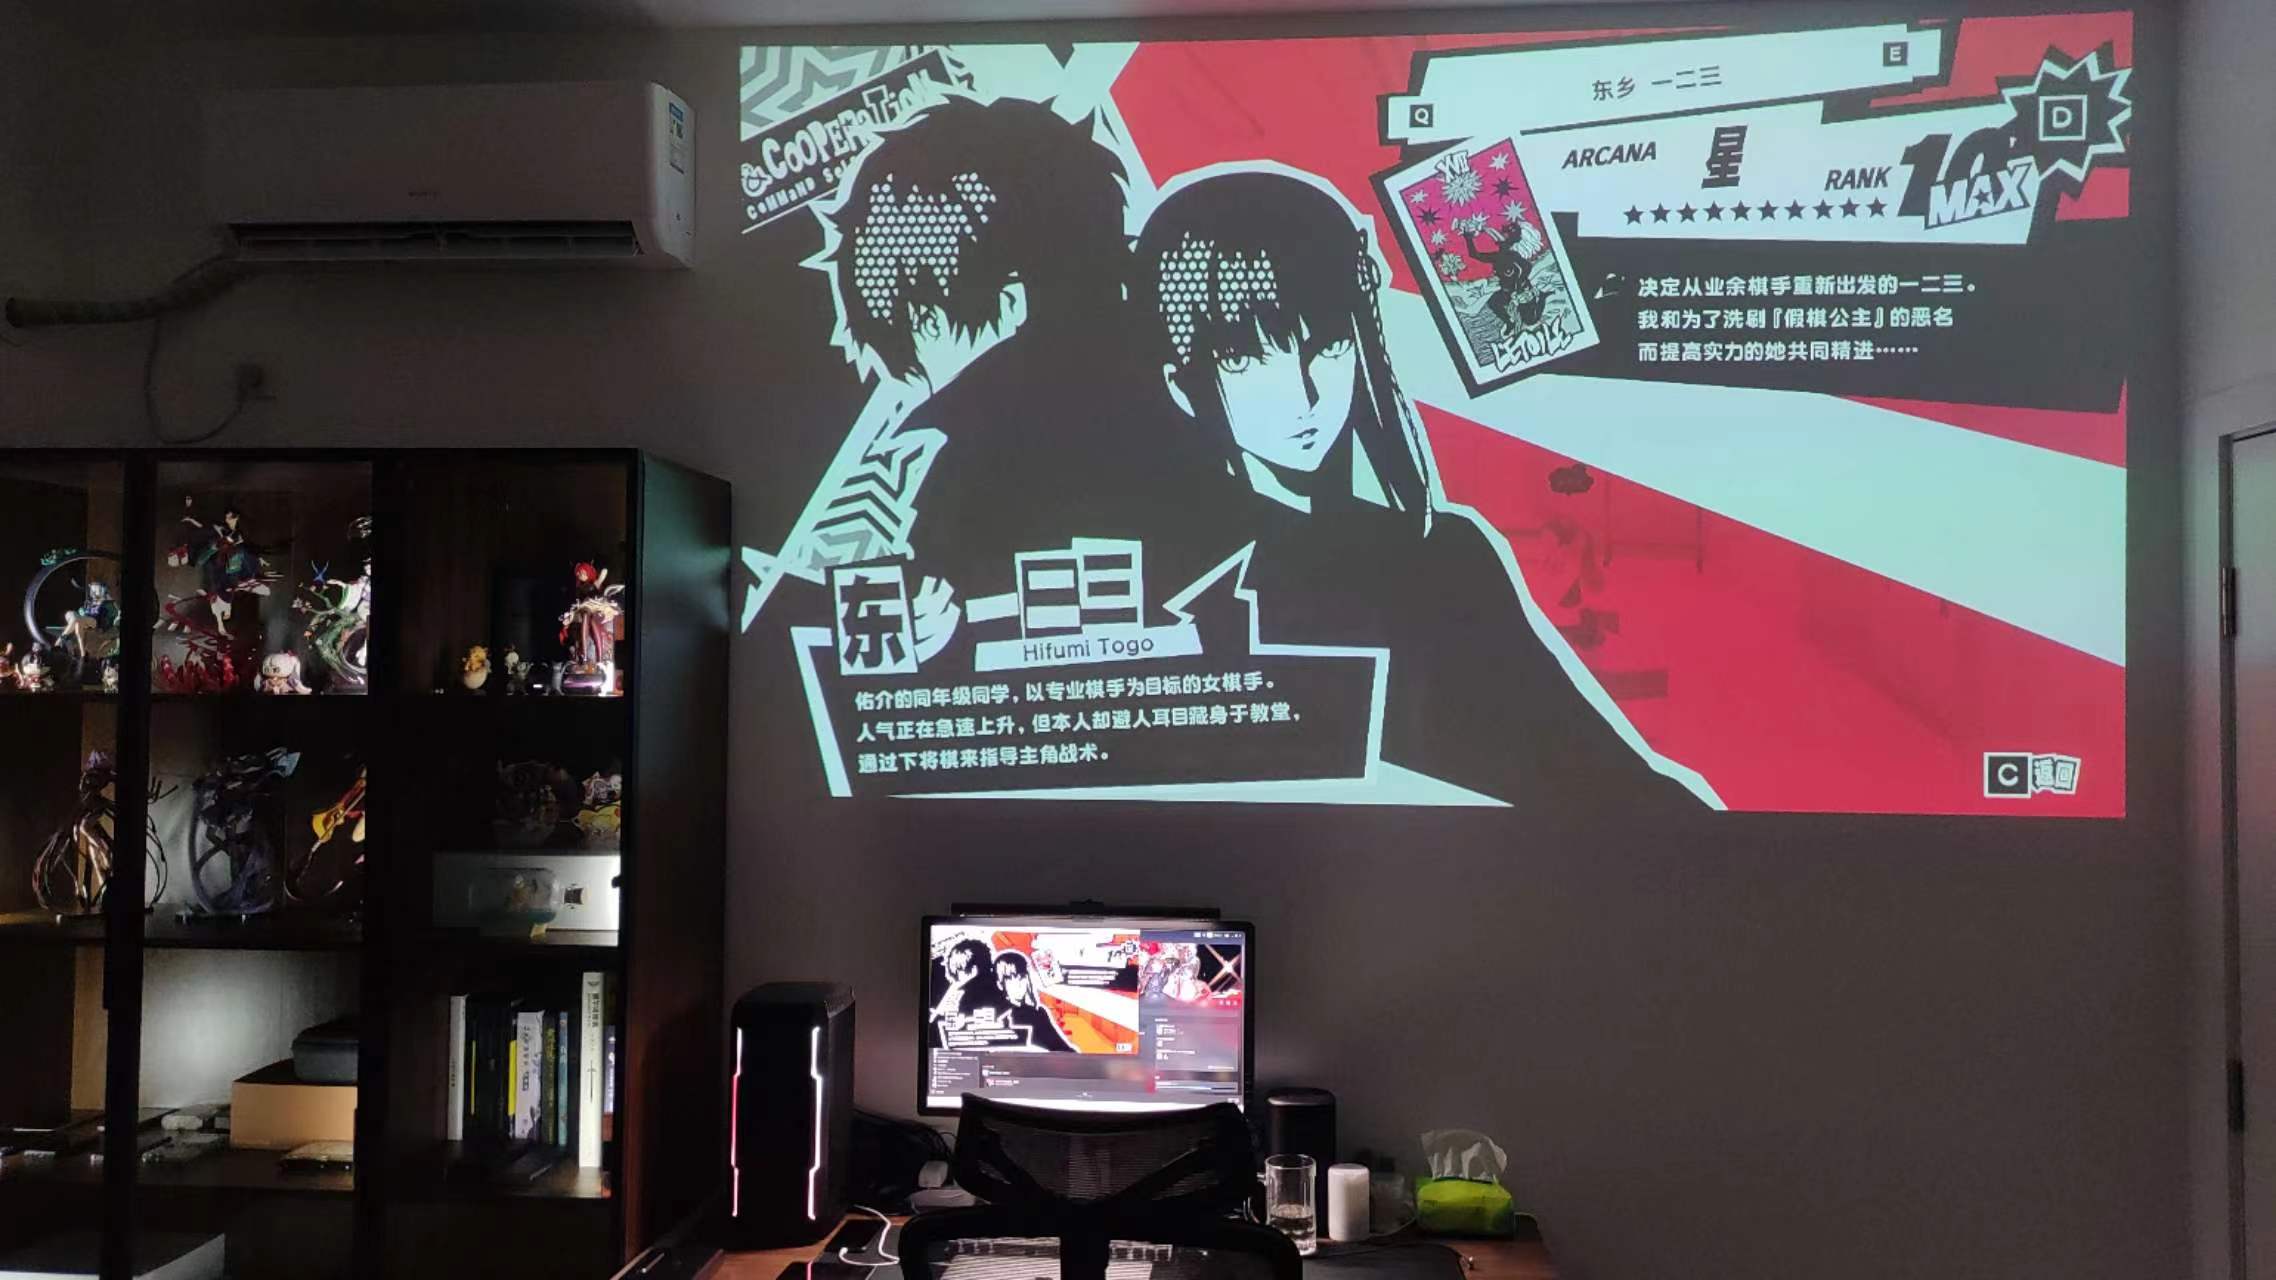 & COOPERATION
COMMAND
E
东乡 一二三
Q
D
ARCANA 星 RANK 10 MAX
★★★★★★★★★★
XVII
L'ETOILE
决定从业余棋手重新出发的一二三。
我和为了洗刷『假棋公主』的恶名
而提高实力的她共同精进……
东乡一二三
Hifumi Togo
佑介的同年级同学，以专业棋手为目标的女棋手。
人气正在急速上升，但本人却避人耳目藏身于教堂，
通过下将棋来指导主角战术。
C 返回